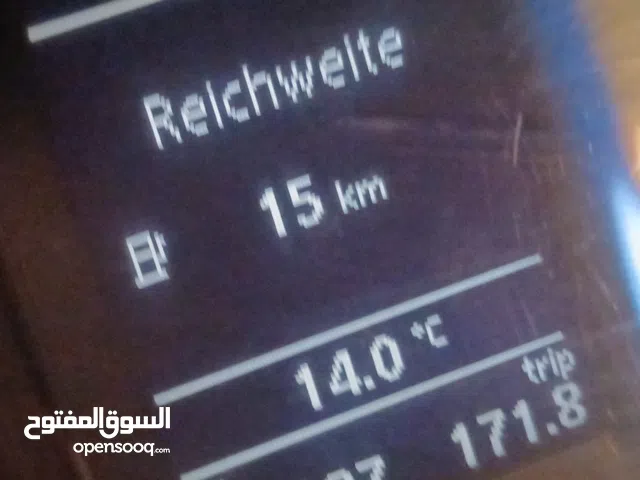 Reichweite
15 km
14.0 °C
trip
171.8
السوق المفتوح
opensooq.com